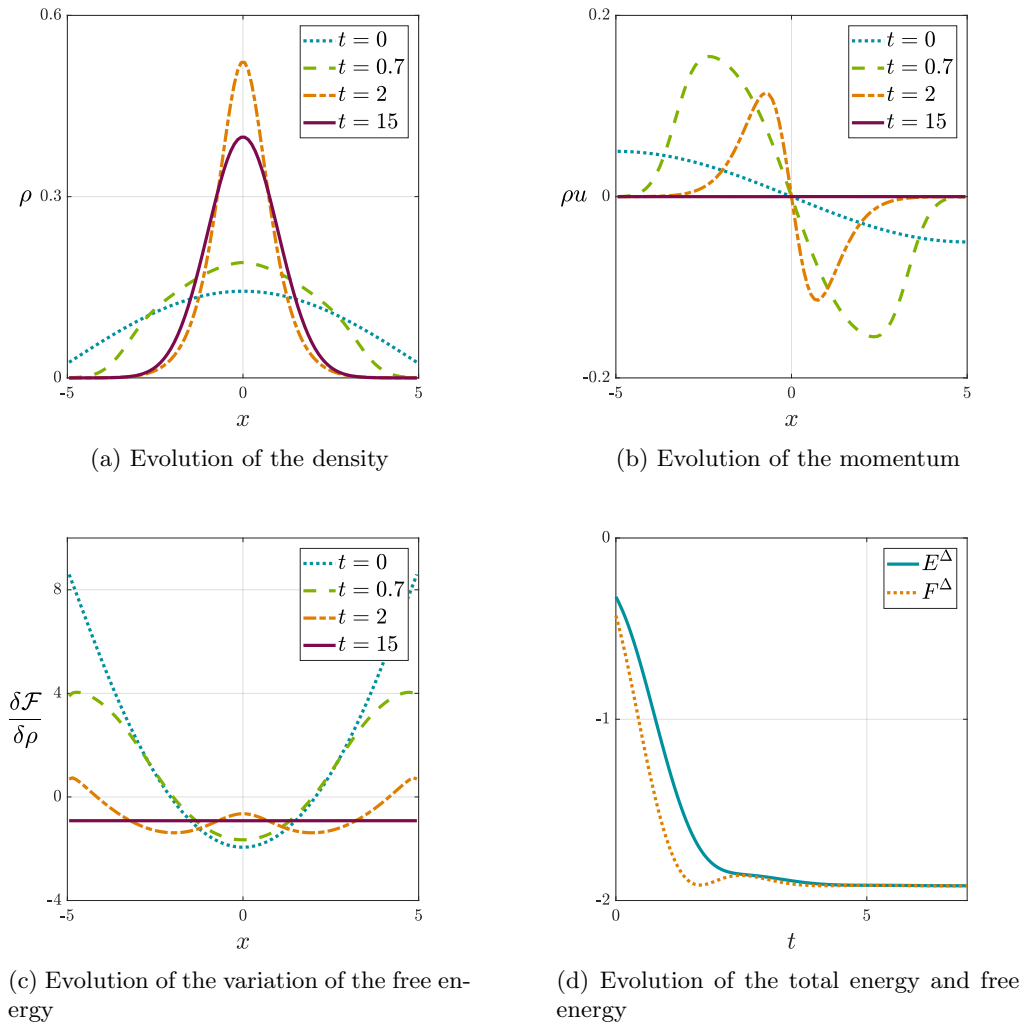 0.6
t = 0
t = 0.7
t = 2
t = 15
ρ 0.3
0
-5 0 5
x
(a) Evolution of the density
0.2
t = 0
t = 0.7
t = 2
t = 15
ρu 0
-0.2
-5 0 5
x
(b) Evolution of the momentum
8
t = 0
t = 0.7
t = 2
t = 15
4
δF/δρ
0
-4
-5 0 5
x
(c) Evolution of the variation of the free en-
ergy
0
E^Δ
F^Δ
-1
-2
0 5
t
(d) Evolution of the total energy and free
energy